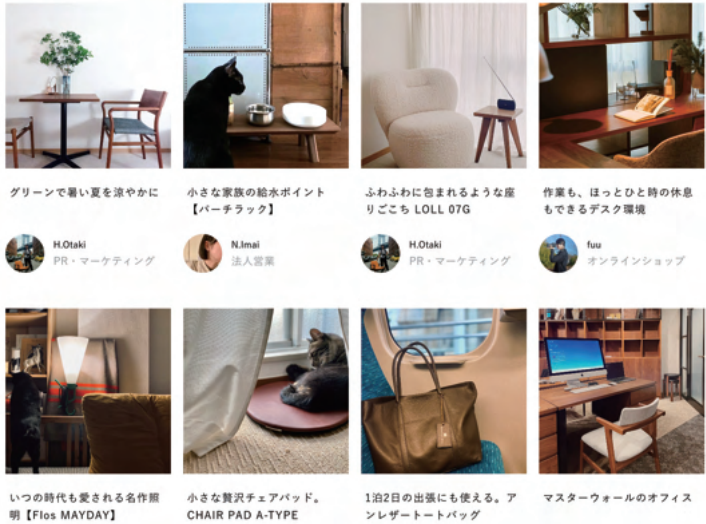 グリーンで暑い夏を涼やかに
小さな家族の給水ポイント
【バーチラック】
ふわふわに包まれるような座
りごこち LOLL 07G
作業も、ほっとひと時の休息
もできるデスク環境
H.Otaki
PR・マーケティング
N.Imai
法人営業
H.Otaki
PR・マーケティング
fuu
オンラインショップ
いつの時代も愛される名作照
明【Flos MAYDAY】
小さな贅沢チェアパッド。
CHAIR PAD A-TYPE
1泊2日の出張にも使える。ア
ンレザートートバッグ
マスターウォールのオフィス